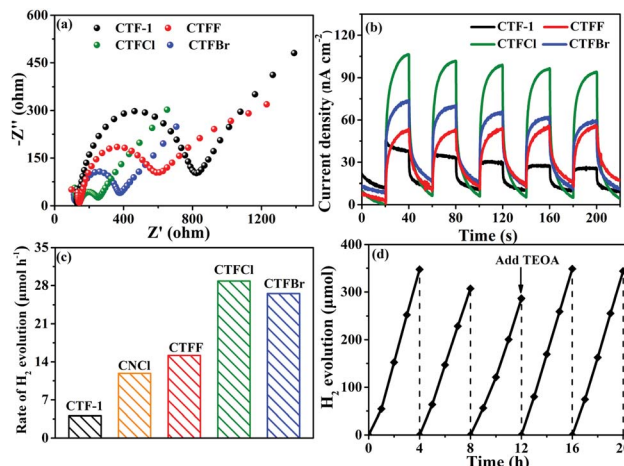 (a)
CTF-1
CTFF
CTFCl
CTFBr
600
450
300
150
0
-Z'' (ohm)
0 400 800 1200
Z' (ohm)
(b)
CTF-1
CTFF
CTFCl
CTFBr
120
90
60
30
0
Current density (nA cm-2)
0 40 80 120 160 200
Time (s)
(c)
35
28
21
14
7
0
Rate of H2 evolution (μmol h-1)
CTF-1
CNCl
CTFF
CTFCl
CTFBr
(d)
Add TEOA
400
300
200
100
0
H2 evolution (μmol)
0 4 8 12 16 20
Time (h)